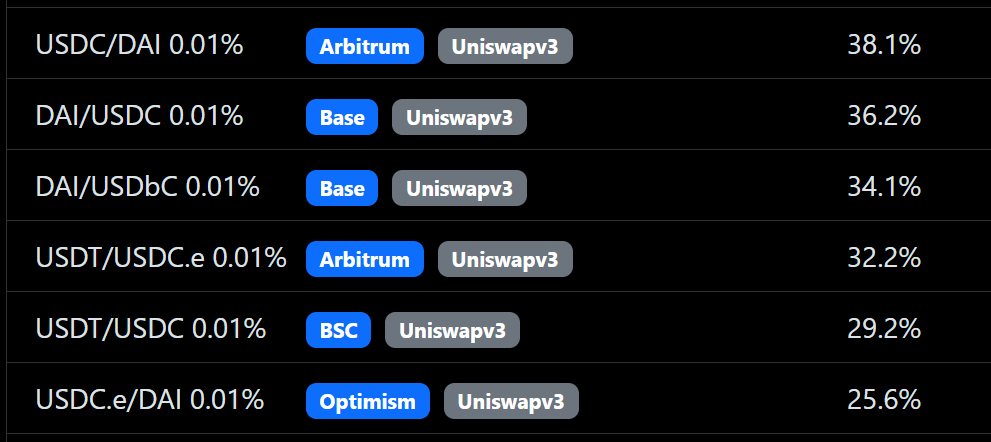 USDC/DAI 0.01% Arbitrum Uniswapv3 38.1%
DAI/USDC 0.01% Base Uniswapv3 36.2%
DAI/USDbC 0.01% Base Uniswapv3 34.1%
USDT/USDC.e 0.01% Arbitrum Uniswapv3 32.2%
USDT/USDC 0.01% BSC Uniswapv3 29.2%
USDC.e/DAI 0.01% Optimism Uniswapv3 25.6%